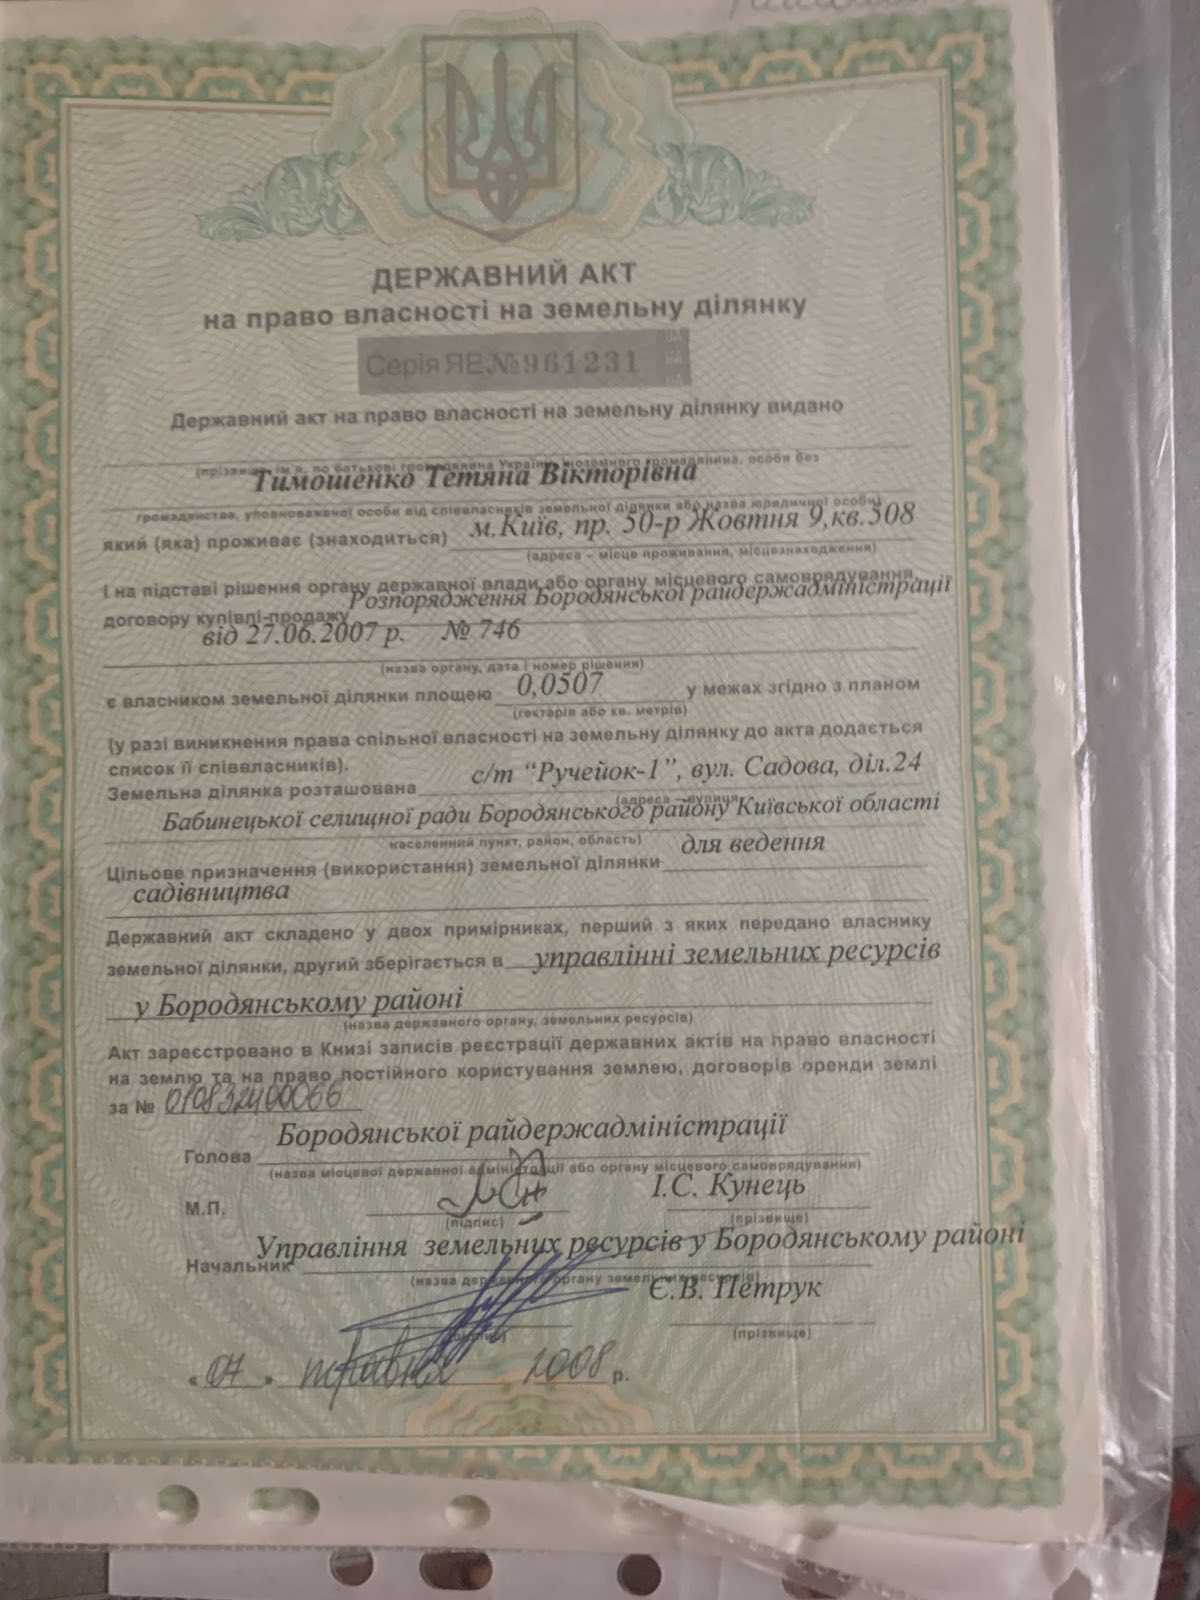 ДЕРЖАВНИЙ АКТ
на право власності на земельну ділянку
Серія ЯЕ №961231
Державний акт на право власності на земельну ділянку видано
(прізвище, ім'я, по батькові громадянина України, іноземного громадянина, особи без
Тимошенко Тетяна Вікторівна
громадянства, уповноваженої особи від співвласників земельної ділянки або назва юридичної особи)
який (яка) проживає (знаходиться) м.Київ, пр. 50-р Жовтня 9,кв.508
(адреса – місце проживання, місцезнаходження)
і на підставі рішення органу державної влади або органу місцевого самоврядування,
договору купівлі-продажу Розпорядження Бородянської райдержадміністрації
від 27.06.2007 р. № 746
(назва органу, дата і номер рішення)
є власником земельної ділянки площею 0,0507 у межах згідно з планом
(гектарів або кв. метрів)
(у разі виникнення права спільної власності на земельну ділянку до акта додається
список її співвласників).
Земельна ділянка розташована с/т “Ручейок-1”, вул. Садова, діл.24
(адреса – вулиця,
Бабинецької селищної ради Бородянського району Київської області
населений пункт, район, область)
Цільове призначення (використання) земельної ділянки для ведення
садівництва
Державний акт складено у двох примірниках, перший з яких передано власнику
земельної ділянки, другий зберігається в управлінні земельних ресурсів
у Бородянському районі
(назва державного органу, земельних ресурсів)
Акт зареєстровано в Книзі записів реєстрації державних актів на право власності
на землю та на право постійного користування землею, договорів оренди землі
за № 010832400066
Голова Бородянської райдержадміністрації
(назва місцевої державної адміністрації або органу місцевого самоврядування)
М.П. І.С. Кунець
(підпис) (прізвище)
Начальник Управління земельних ресурсів у Бородянському районі
(назва державного органу земельних ресурсів)
Є.В. Петрук
(підпис) (прізвище)
« 07 » травня 2008 р.